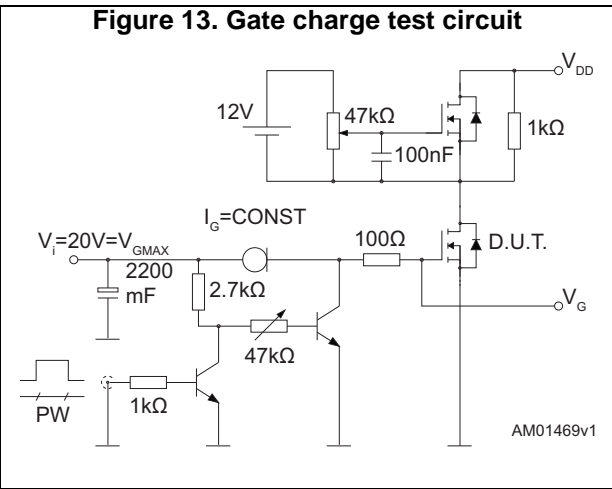 Figure 13. Gate charge test circuit
V_DD
12V
47kΩ
1kΩ
100nF
I_G=CONST
V_i=20V=V_GMAX
100Ω
D.U.T.
2200
mF
2.7kΩ
V_G
47kΩ
1kΩ
PW
AM01469v1